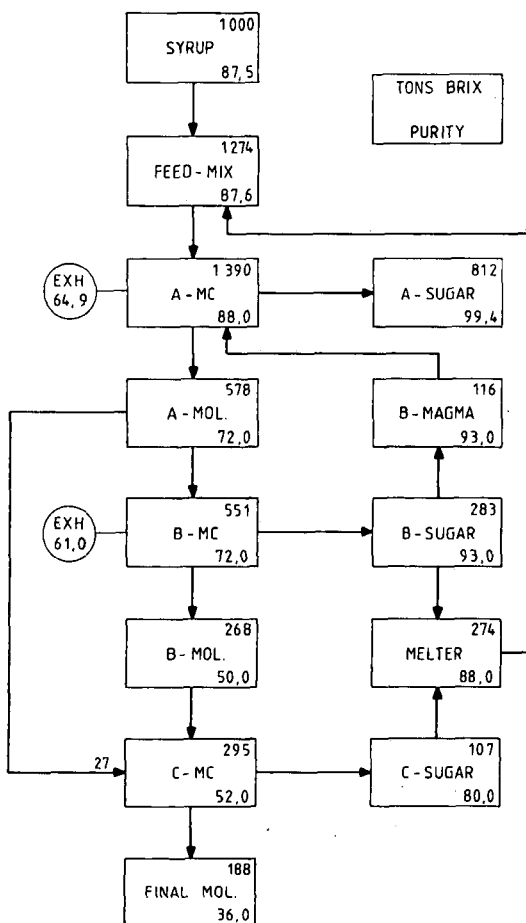 1000
SYRUP
87,5
TONS BRIX
PURITY
1274
FEED-MIX
87,6
EXH
64,9
1390
A-MC
88,0
812
A-SUGAR
99,4
578
A-MOL.
72,0
116
B-MAGMA
93,0
EXH
61,0
551
B-MC
72,0
283
B-SUGAR
93,0
268
B-MOL.
50,0
274
MELTER
88,0
27
295
C-MC
52,0
107
C-SUGAR
80,0
188
FINAL MOL.
36,0